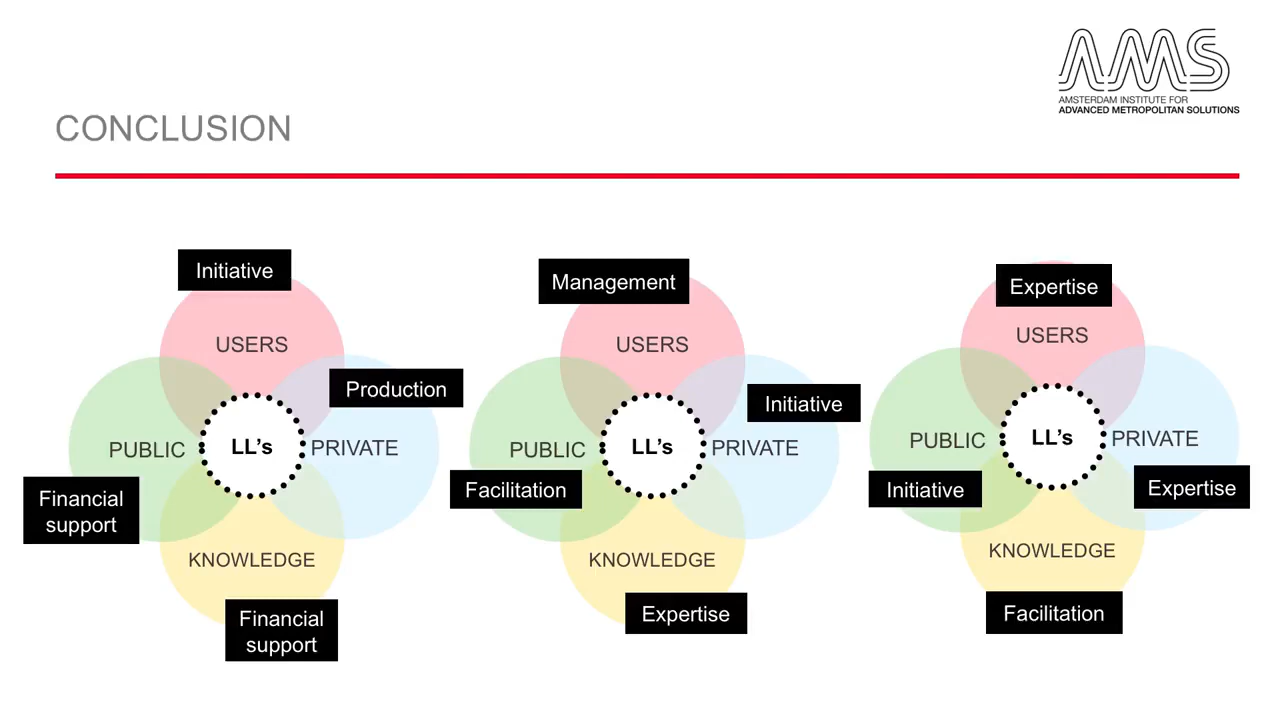 AMS
AMSTERDAM INSTITUTE FOR
ADVANCED METROPOLITAN SOLUTIONS
CONCLUSION
Initiative
USERS
Production
PUBLIC
LL's
PRIVATE
Financial
support
KNOWLEDGE
Financial
support
Management
USERS
Initiative
PUBLIC
LL's
PRIVATE
Facilitation
KNOWLEDGE
Expertise
Expertise
USERS
PUBLIC
LL's
PRIVATE
Initiative
Expertise
KNOWLEDGE
Facilitation